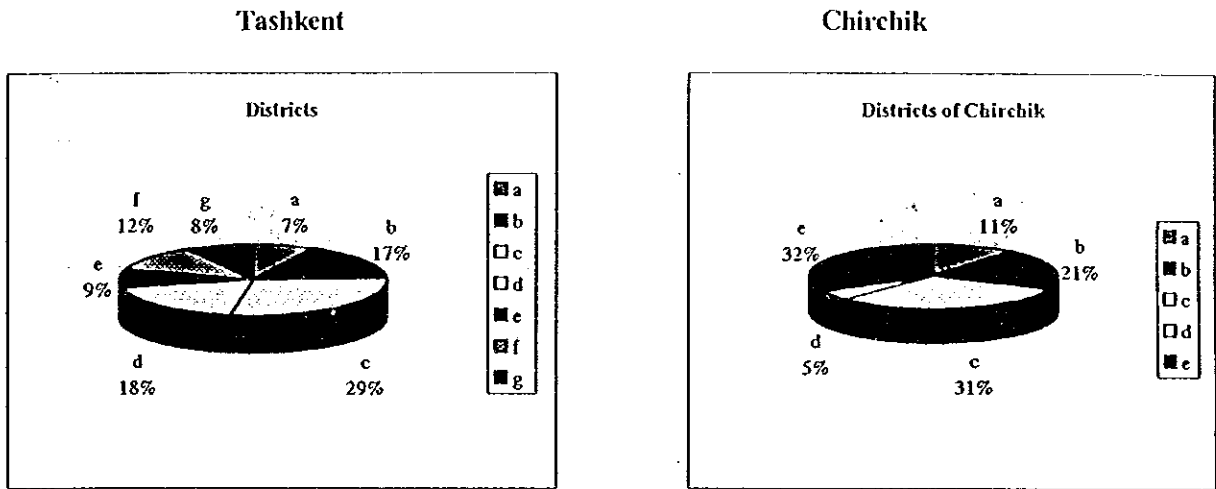 Tashkent
Districts
f
12%
g
8%
a
7%
b
17%
e
9%
d
18%
c
29%
a
b
c
d
e
f
g
Chirchik
Districts of Chirchik
e
32%
a
11%
b
21%
d
5%
c
31%
a
b
c
d
e